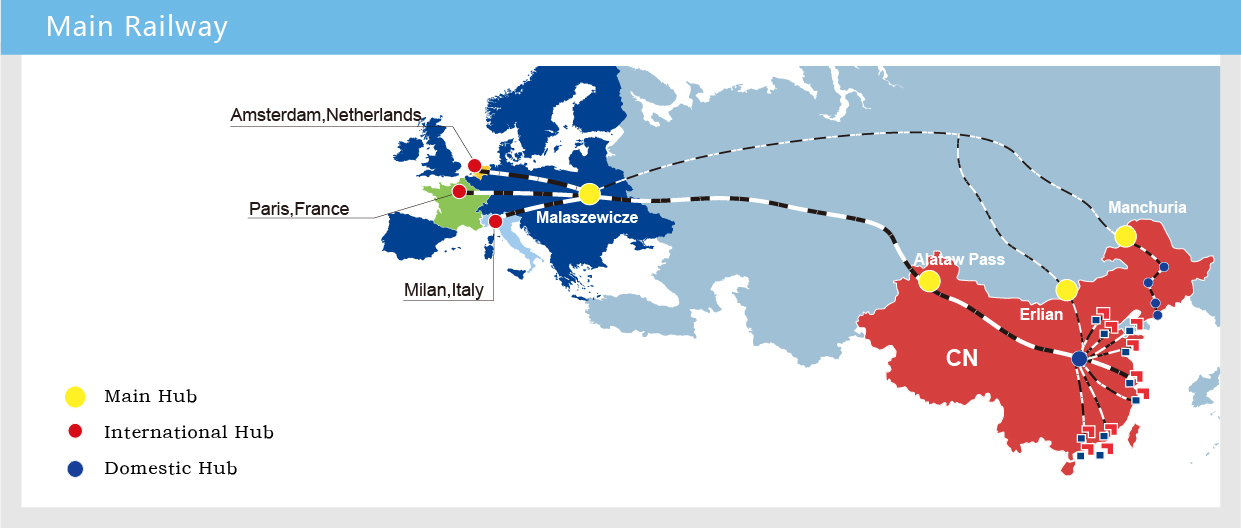 Main Railway
Amsterdam,Netherlands
Paris,France
Malaszewicze
Manchuria
Alataw Pass
Milan,Italy
Erlian
CN
Main Hub
International Hub
Domestic Hub